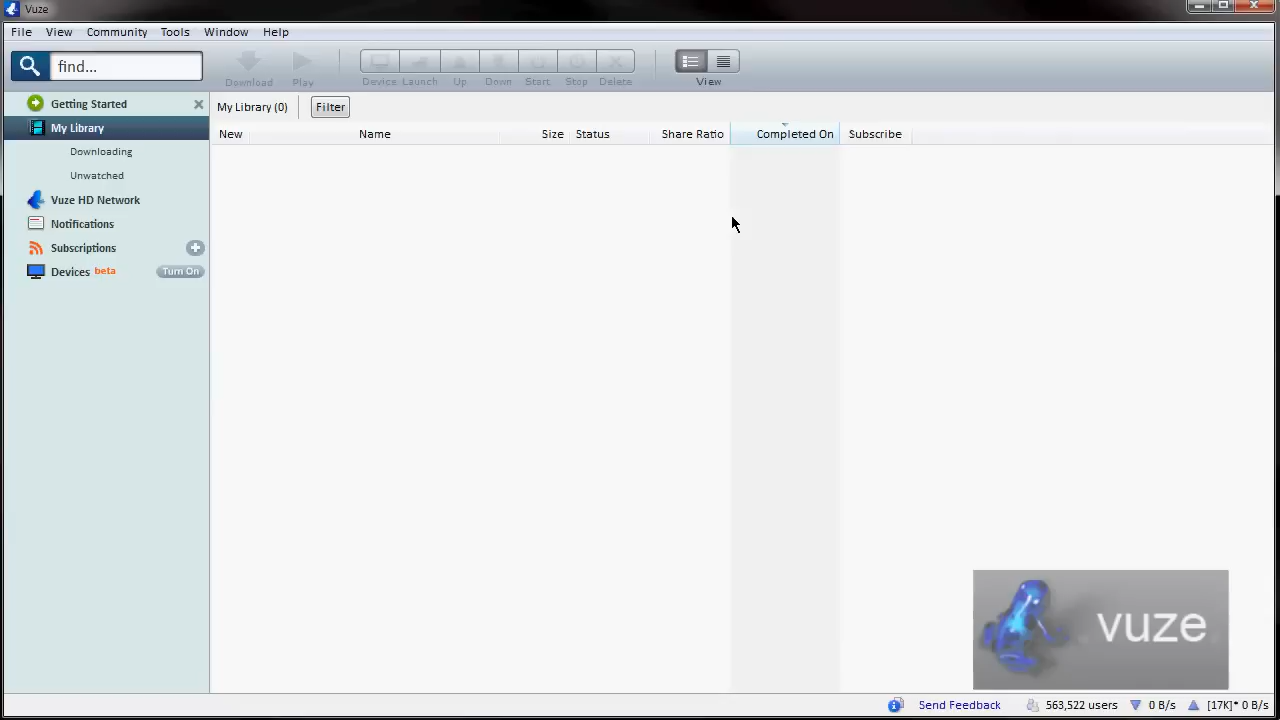 Vuze
File View Community Tools Window Help
find...
Download Play Device Launch Up Down Start Stop Delete View
Getting Started
My Library (0) Filter
My Library
New Name Size Status Share Ratio Completed On Subscribe
Downloading
Unwatched
Vuze HD Network
Notifications
Subscriptions
Devices beta Turn On
vuze
Send Feedback 563,522 users 0 B/s [17K]* 0 B/s